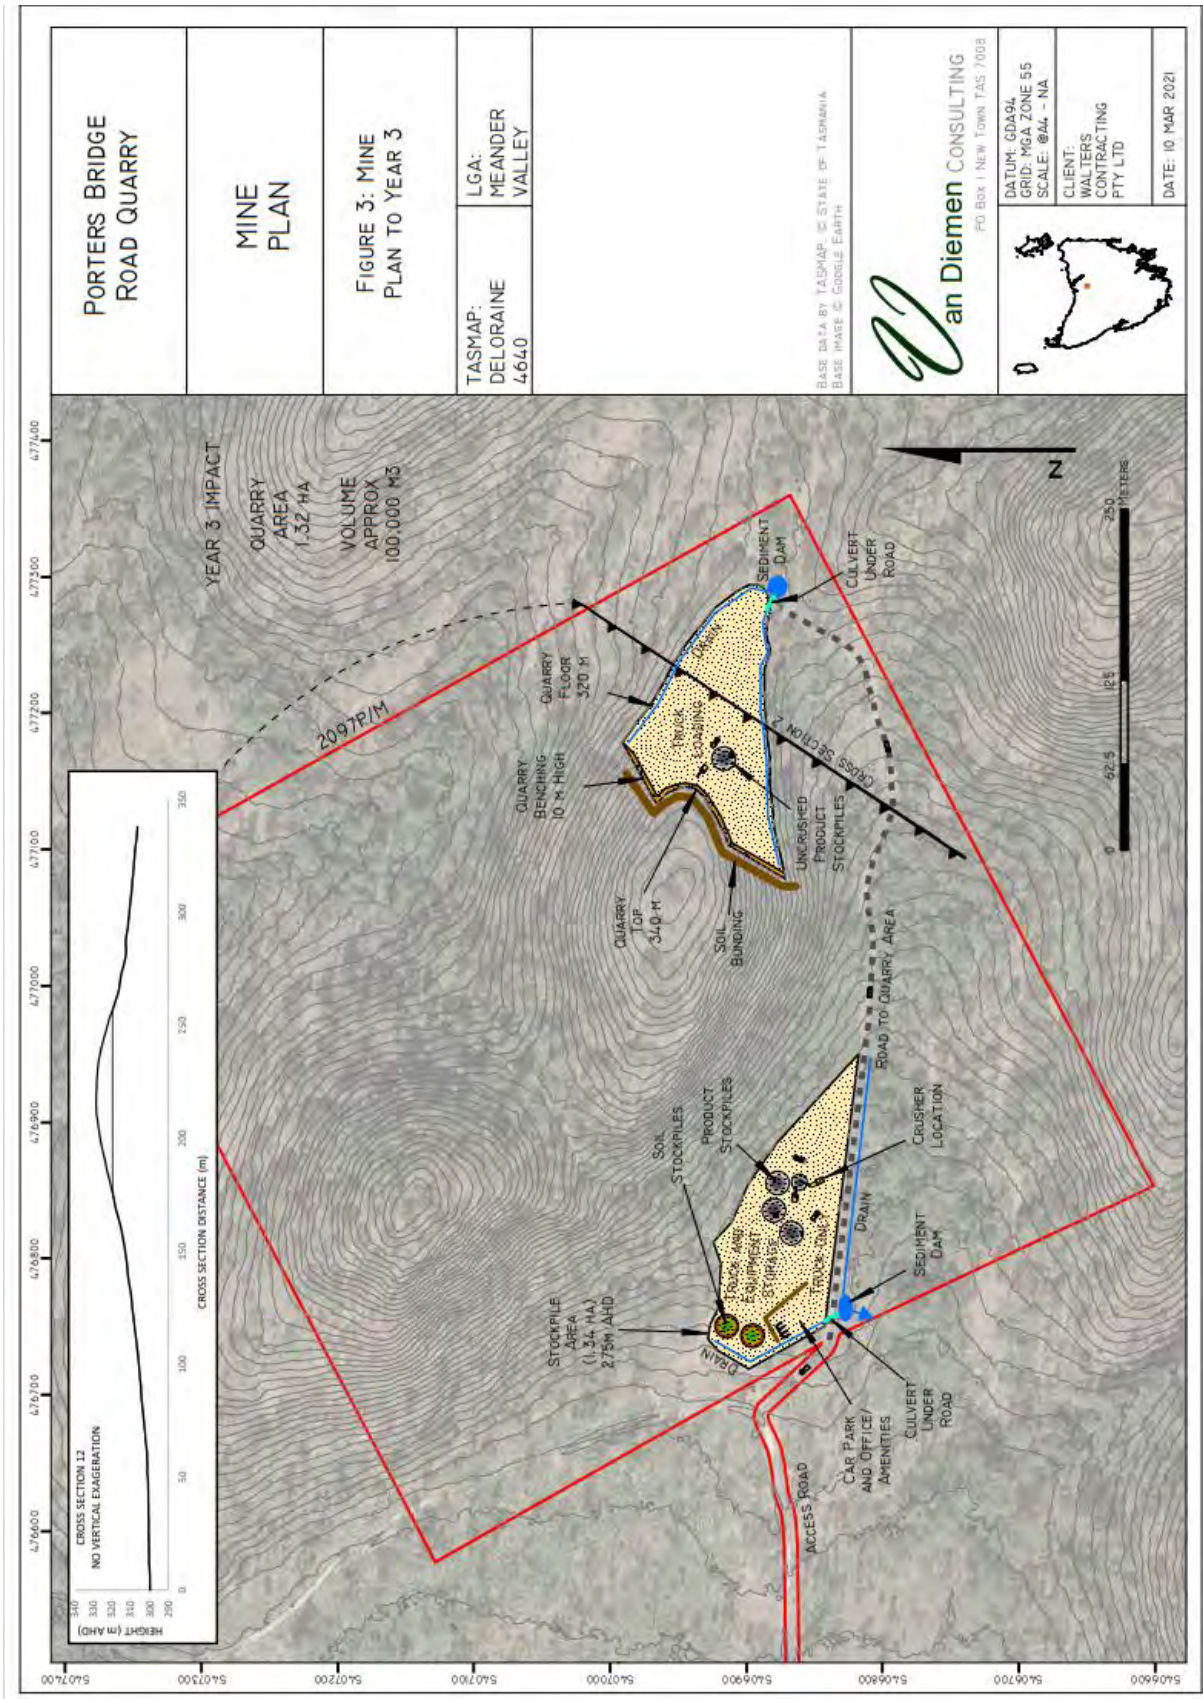 PORTERS BRIDGE
ROAD QUARRY
MINE
PLAN
FIGURE 3: MINE
PLAN TO YEAR 3
TASMAP:
DELORAINE
4640
LGA:
MEANDER
VALLEY
BASE DATA BY TASMAP, © STATE OF TASMANIA
BASE IMAGE © GOOGLE EARTH
an Diemen CONSULTING
PO BOX 1 NEW TOWN TAS 7008
DATUM: GDA94
GRID: MGA ZONE 55
SCALE: @A4 - NA
CLIENT:
WALTERS
CONTRACTING
PTY LTD
DATE: 10 MAR 2021
476600
476700
476800
476900
477000
477100
477200
477300
477400
5407400
5407300
5407200
5407100
5407000
5406900
5406800
5406700
5406600
CROSS SECTION 12
NO VERTICAL EXAGERATION
HEIGHT (m AHD)
340
330
320
310
300
290
0
50
100
150
200
250
300
350
CROSS SECTION DISTANCE (m)
YEAR 3 IMPACT
QUARRY
AREA
1.32 HA
VOLUME
APPROX
100,000 M3
2097P/M
QUARRY
FLOOR
320 M
QUARRY
BENCHING
10 M HIGH
QUARRY
TOP
340 M
SOIL
BUNDING
DRAIN
TRUCK
LOADING
UNCRUSHED
PRODUCT
STOCKPILES
CROSS SECTION 2
SEDIMENT
DAM
CULVERT
UNDER
ROAD
ROAD TO QUARRY AREA
SOIL
STOCKPILES
PRODUCT
STOCKPILES
CRUSHER
LOCATION
STOCKPILE
AREA
(1.34 HA)
275M AHD
DRAIN
TRUCK AND
EQUIPMENT
STORAGE
TRUCK
DRAIN
SEDIMENT
DAM
CULVERT
UNDER
ROAD
CAR PARK
AND OFFICE/
AMENITIES
ACCESS ROAD
N
0
62.5
125
250
METERS